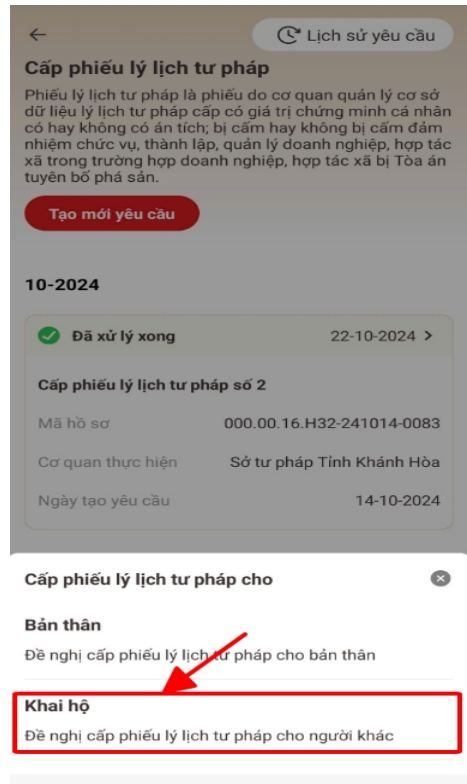 Lịch sử yêu cầu
Cấp phiếu lý lịch tư pháp
Phiếu lý lịch tư pháp là phiếu do cơ quan quản lý cơ sở
dữ liệu lý lịch tư pháp cấp có giá trị chứng minh cá nhân
có hay không có án tích; bị cấm hay không bị cấm đảm
nhiệm chức vụ, thành lập, quản lý doanh nghiệp, hợp tác
xã trong trường hợp doanh nghiệp, hợp tác xã bị Tòa án
tuyên bố phá sản.
Tạo mới yêu cầu
10-2024
Đã xử lý xong 22-10-2024
Cấp phiếu lý lịch tư pháp số 2
Mã hồ sơ 000.00.16.H32-241014-0083
Cơ quan thực hiện Sở tư pháp Tỉnh Khánh Hòa
Ngày tạo yêu cầu 14-10-2024
Cấp phiếu lý lịch tư pháp cho
Bản thân
Đề nghị cấp phiếu lý lịch tư pháp cho bản thân
Khai hộ
Đề nghị cấp phiếu lý lịch tư pháp cho người khác